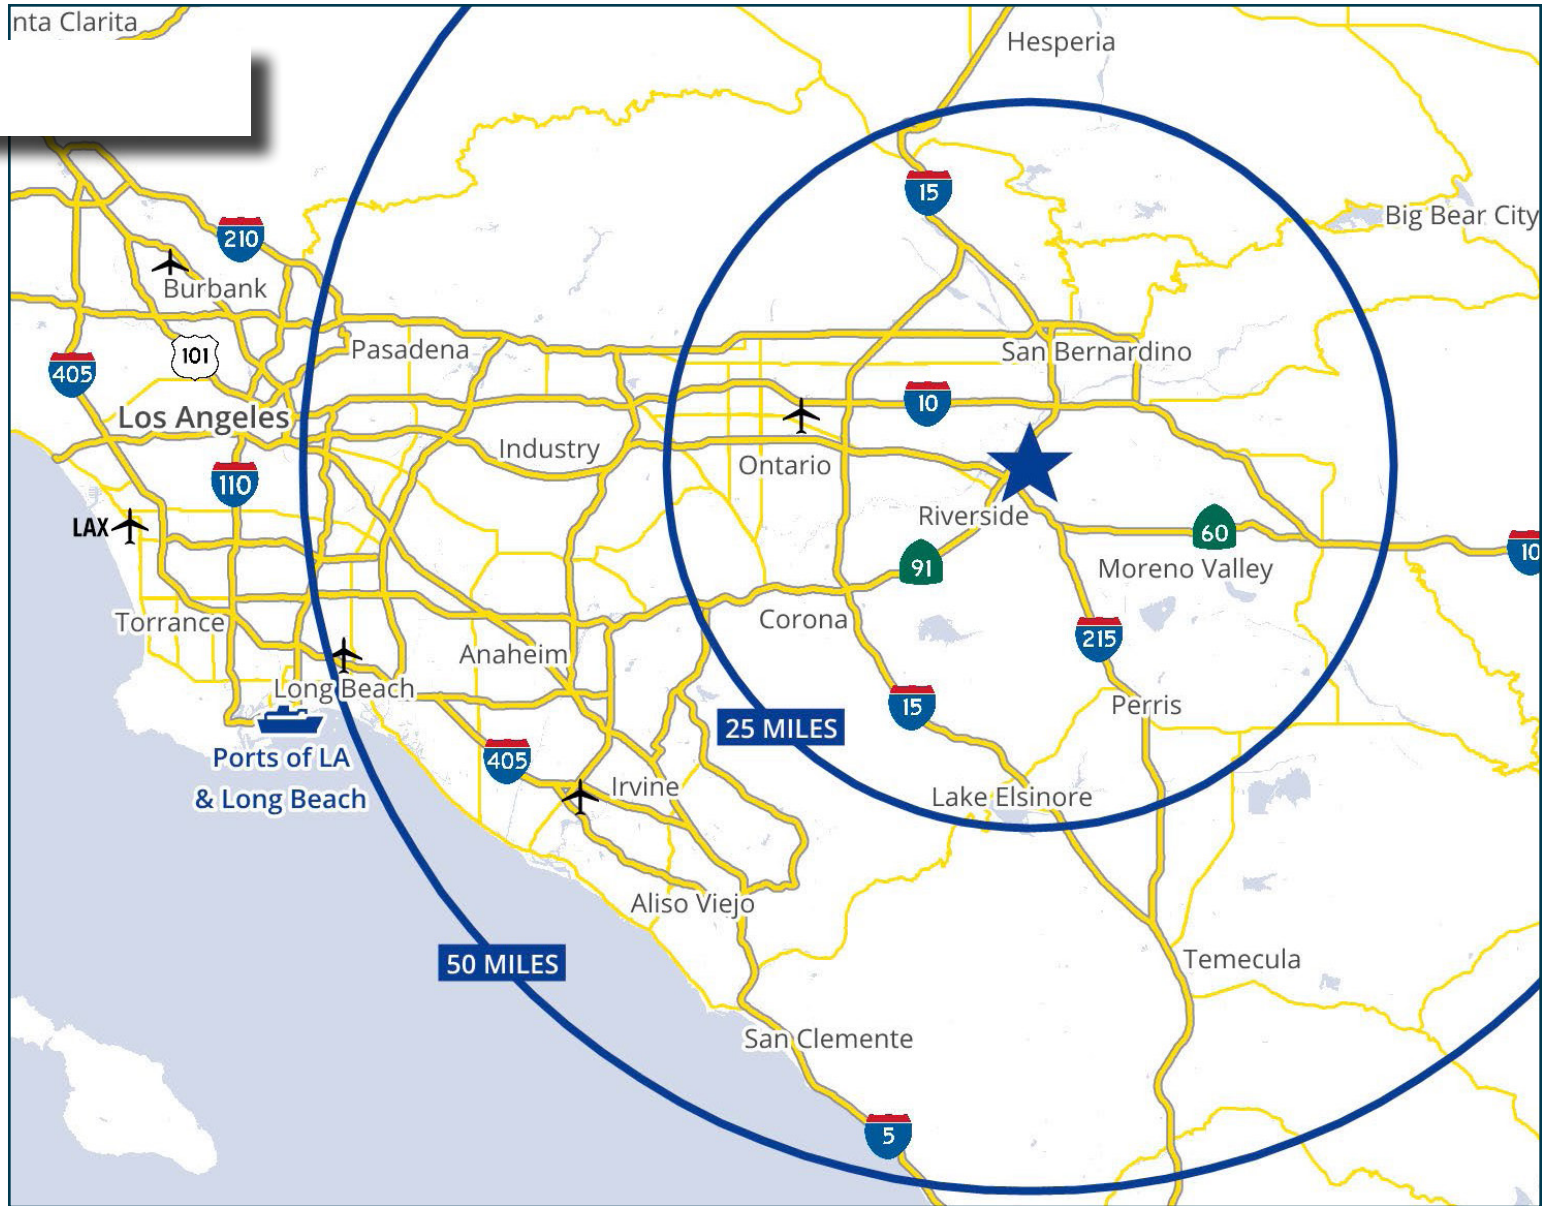 nta Clarita
Hesperia
15
Big Bear City
210
Burbank
101
Pasadena
San Bernardino
405
10
Los Angeles
Industry
Ontario
110
Riverside
LAX
60
10
91
Moreno Valley
Torrance
Corona
215
Anaheim
Long Beach
15
Perris
25 MILES
Ports of LA
& Long Beach
405
Irvine
Lake Elsinore
Aliso Viejo
50 MILES
Temecula
San Clemente
5